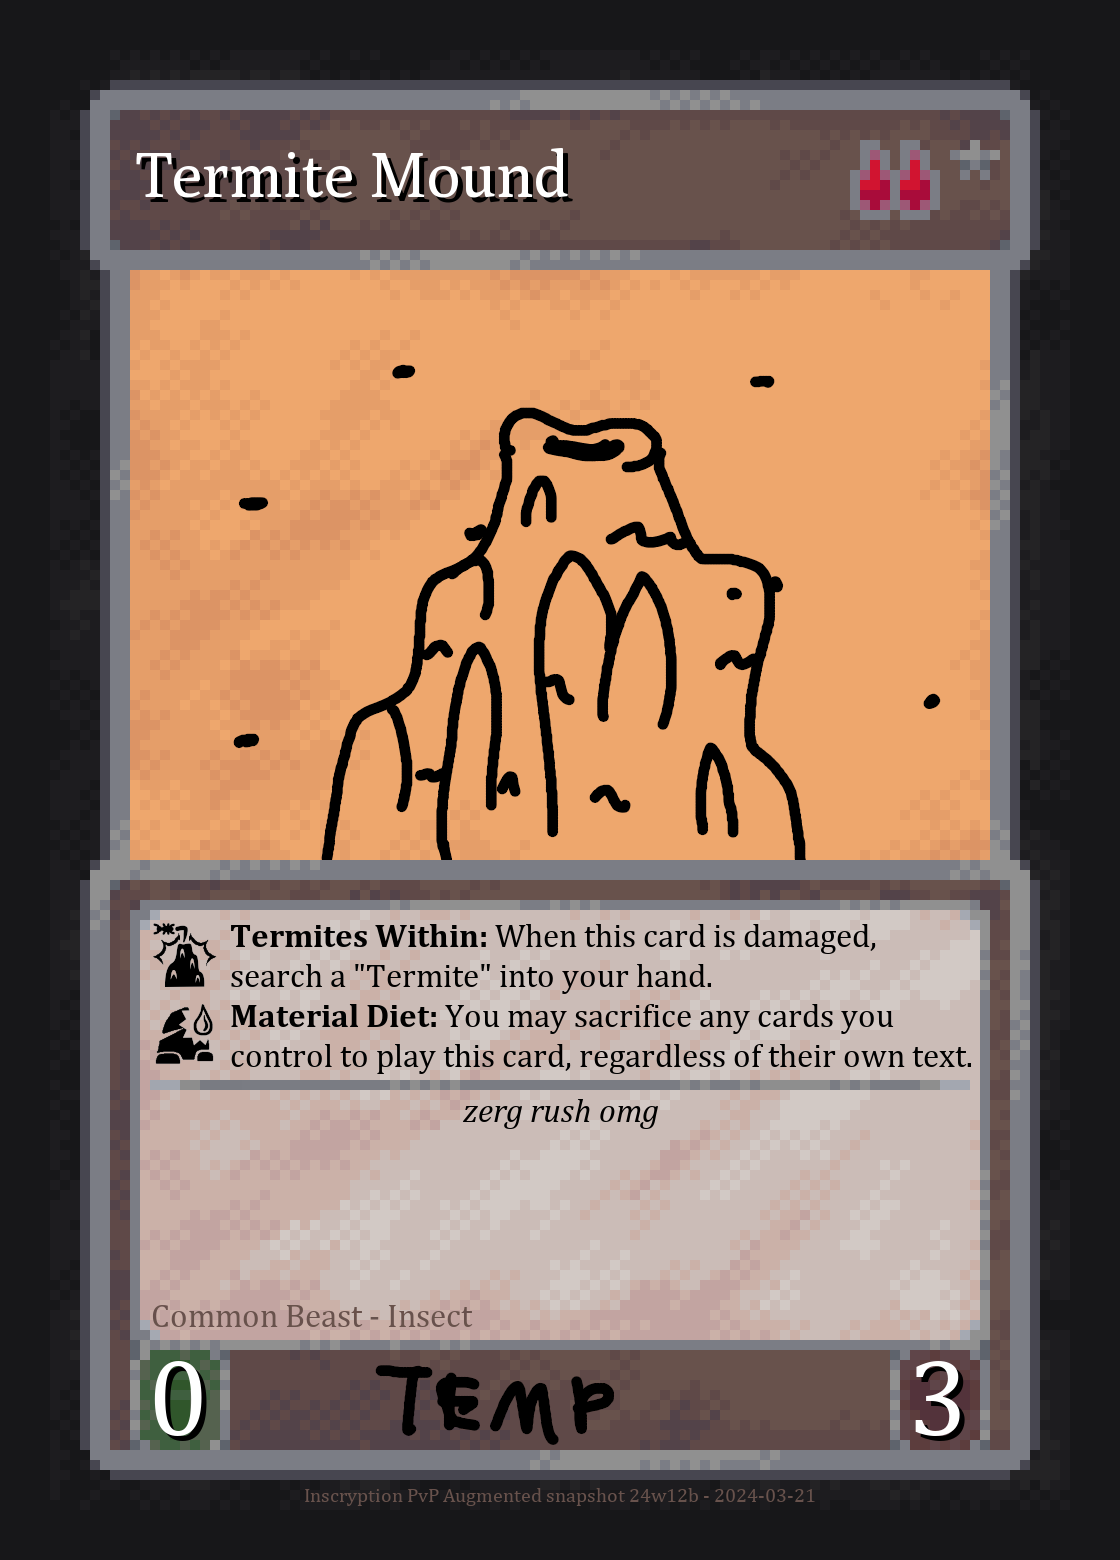 Termite Mound
Termites Within: When this card is damaged,
search a "Termite" into your hand.
Material Diet: You may sacrifice any cards you
control to play this card, regardless of their own text.
zerg rush omg
Common Beast - Insect
0 TEMP 3
Inscryption PvP Augmented snapshot 24w12b - 2024-03-21